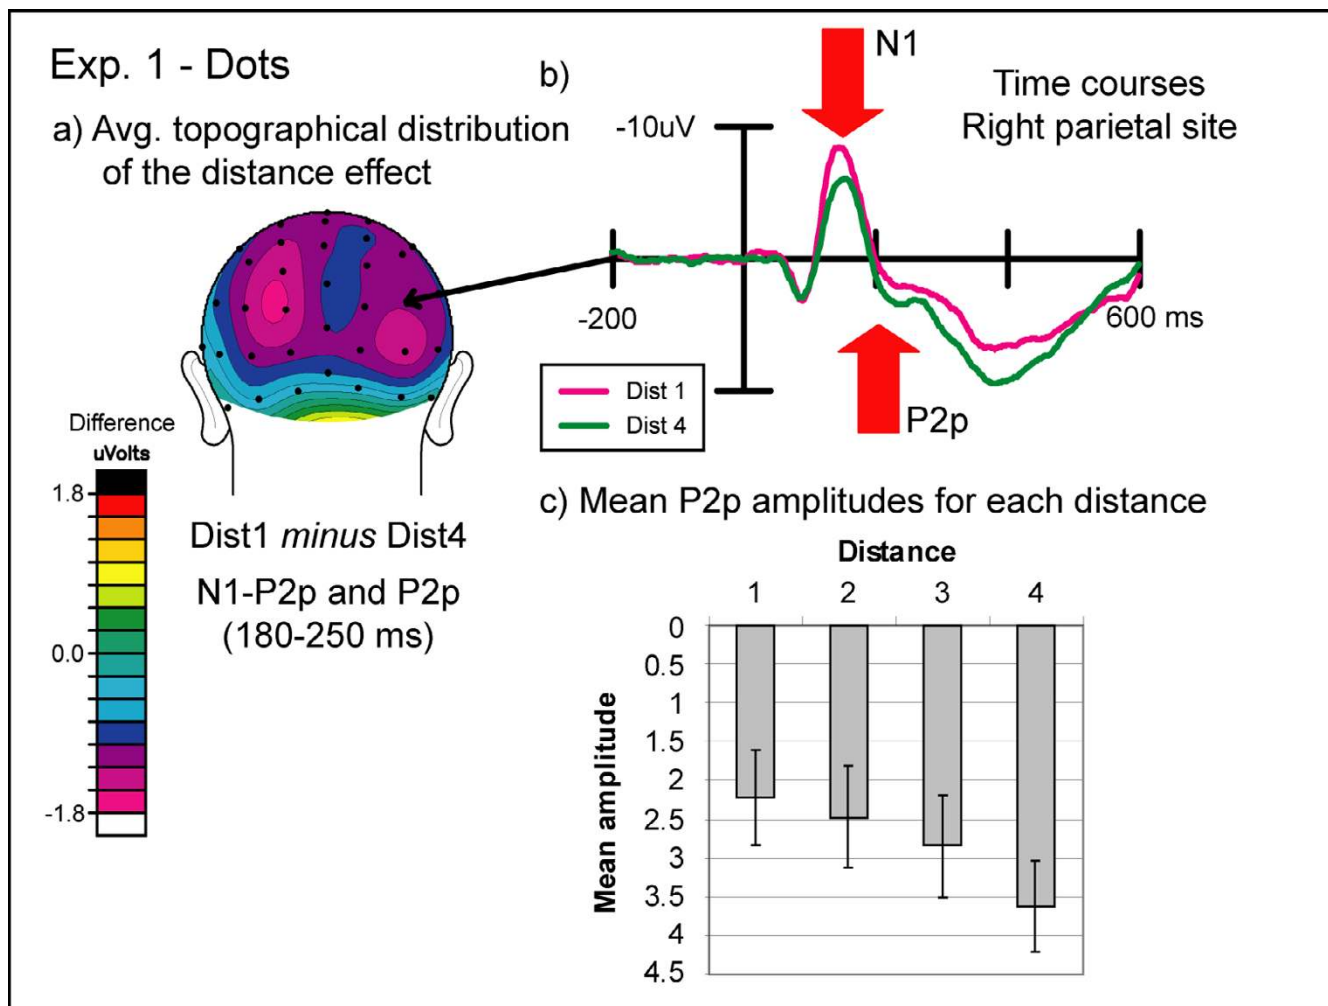 Exp. 1 - Dots
a) Avg. topographical distribution
of the distance effect
Difference
uVolts
1.8
0.0
-1.8
Dist1 minus Dist4
N1-P2p and P2p
(180-250 ms)
b)
N1
Time courses
Right parietal site
-10uV
-200
600 ms
Dist 1
Dist 4
P2p
c) Mean P2p amplitudes for each distance
Distance
1 2 3 4
Mean amplitude
0
0.5
1
1.5
2
2.5
3
3.5
4
4.5